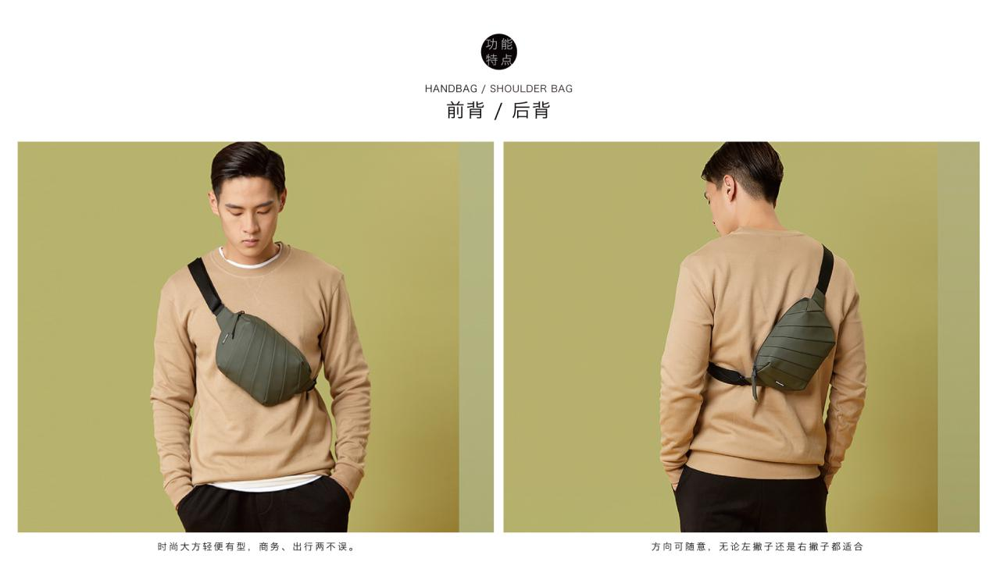 功能
特点
HANDBAG / SHOULDER BAG
前背 / 后背
时尚大方轻便有型，商务、出行两不误。
方向可随意，无论左撇子还是右撇子都适合